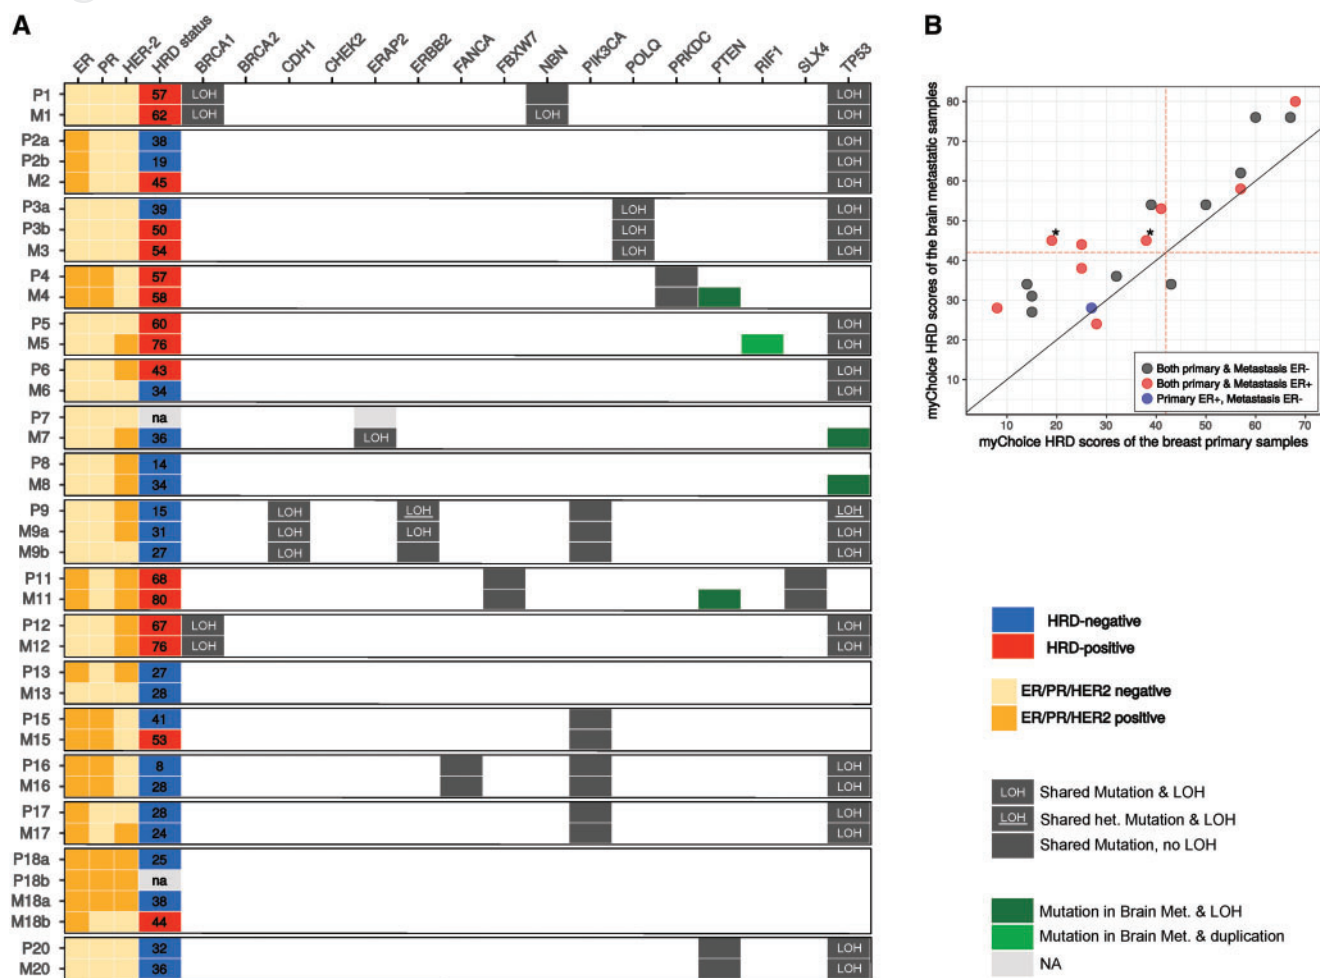 A
ER PR HER-2 HRD status BRCA1 BRCA2 CDH1 CHEK2 ERAP2 ERBB2 FANCA FBXW7 NBN PIK3CA POLQ PRKDC PTEN RIF1 SLX4 TP53
P1 57 LOH LOH
M1 62 LOH LOH LOH
P2a 38 LOH
P2b 19 LOH
M2 45 LOH
P3a 39 LOH LOH
P3b 50 LOH LOH
M3 54 LOH LOH
P4 57
M4 58
P5 60 LOH
M5 76 LOH
P6 43 LOH
M6 34 LOH
P7 na
M7 36 LOH
P8 14
M8 34
P9 15 LOH LOH LOH
M9a 31 LOH LOH LOH
M9b 27 LOH LOH
P11 68
M11 80
P12 67 LOH LOH
M12 76 LOH LOH
P13 27
M13 28
P15 41
M15 53
P16 8 LOH
M16 28 LOH
P17 28 LOH
M17 24 LOH
P18a 25
P18b na
M18a 38
M18b 44
P20 32 LOH
M20 36 LOH
B
myChoice HRD scores of the brain metastatic samples
80
70
60
50
40
30
20
10
* *
Both primary & Metastasis ER-
Both primary & Metastasis ER+
Primary ER+, Metastasis ER-
10 20 30 40 50 60 70
myChoice HRD scores of the breast primary samples
HRD-negative
HRD-positive
ER/PR/HER2 negative
ER/PR/HER2 positive
LOH Shared Mutation & LOH
LOH Shared het. Mutation & LOH
Shared Mutation, no LOH
Mutation in Brain Met. & LOH
Mutation in Brain Met. & duplication
NA